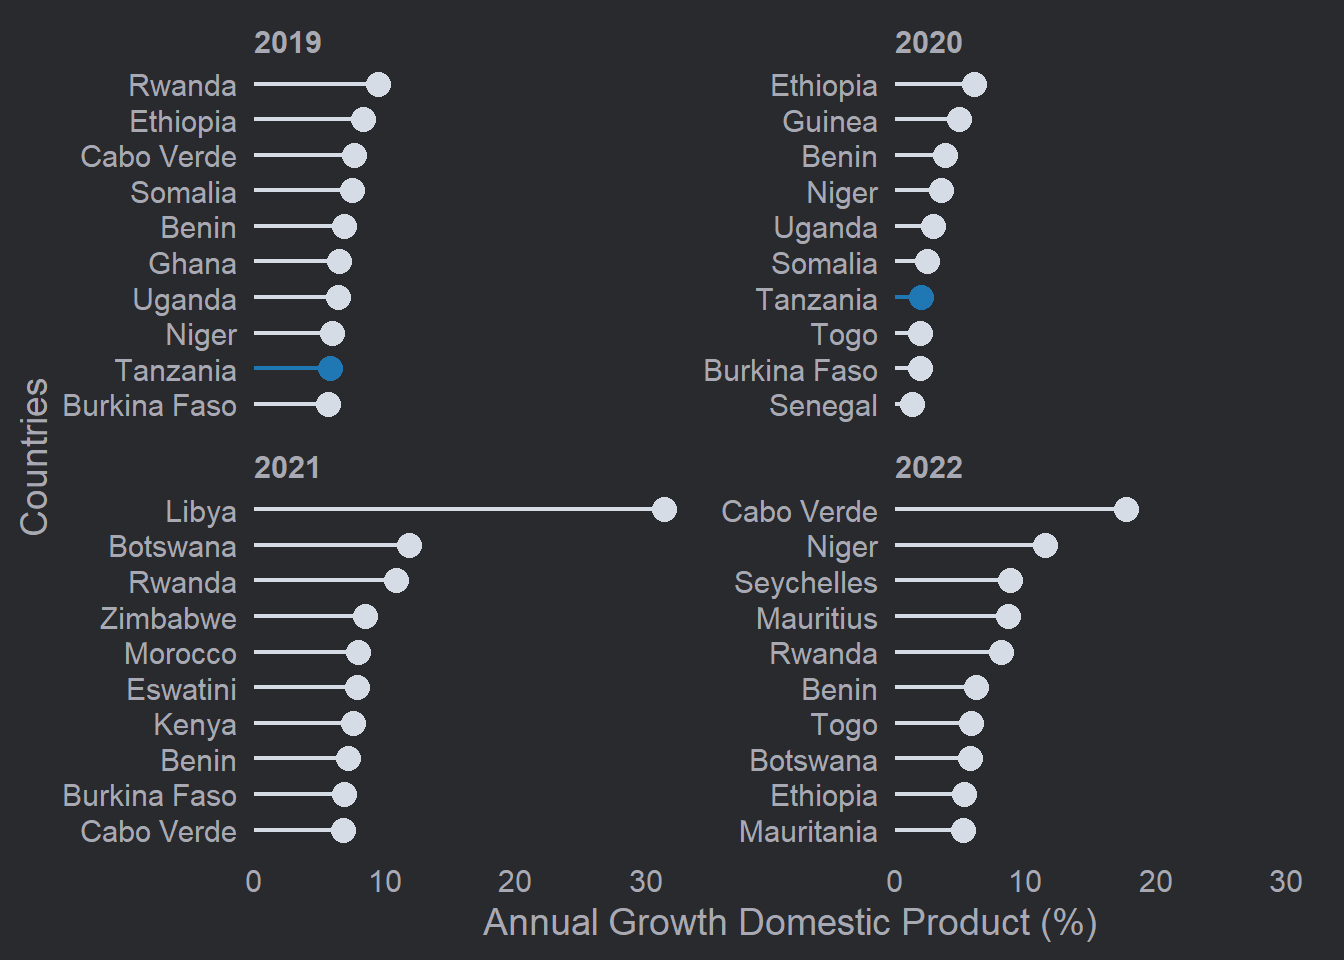 2019
Rwanda
Ethiopia
Cabo Verde
Somalia
Benin
Ghana
Uganda
Niger
Tanzania
Burkina Faso
2020
Ethiopia
Guinea
Benin
Niger
Uganda
Somalia
Tanzania
Togo
Burkina Faso
Senegal
Countries
2021
Libya
Botswana
Rwanda
Zimbabwe
Morocco
Eswatini
Kenya
Benin
Burkina Faso
Cabo Verde
0 10 20 30
2022
Cabo Verde
Niger
Seychelles
Mauritius
Rwanda
Benin
Togo
Botswana
Ethiopia
Mauritania
0 10 20 30
Annual Growth Domestic Product (%)